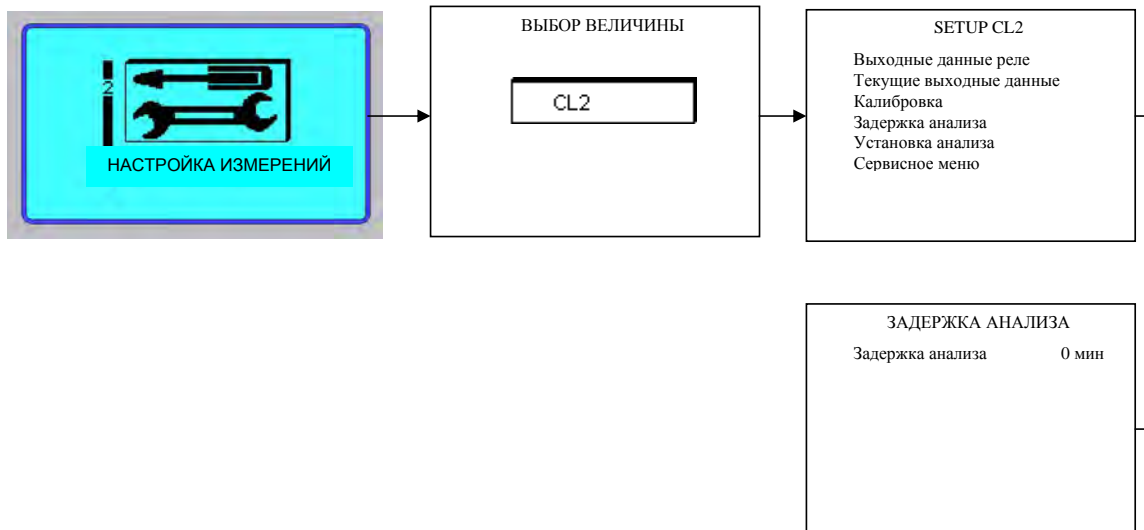 2
НАСТРОЙКА ИЗМЕРЕНИЙ
ВЫБОР ВЕЛИЧИНЫ
CL2
SETUP CL2
Выходные данные реле
Текущие выходные данные
Калибровка
Задержка анализа
Установка анализа
Сервисное меню
ЗАДЕРЖКА АНАЛИЗА
Задержка анализа 0 мин